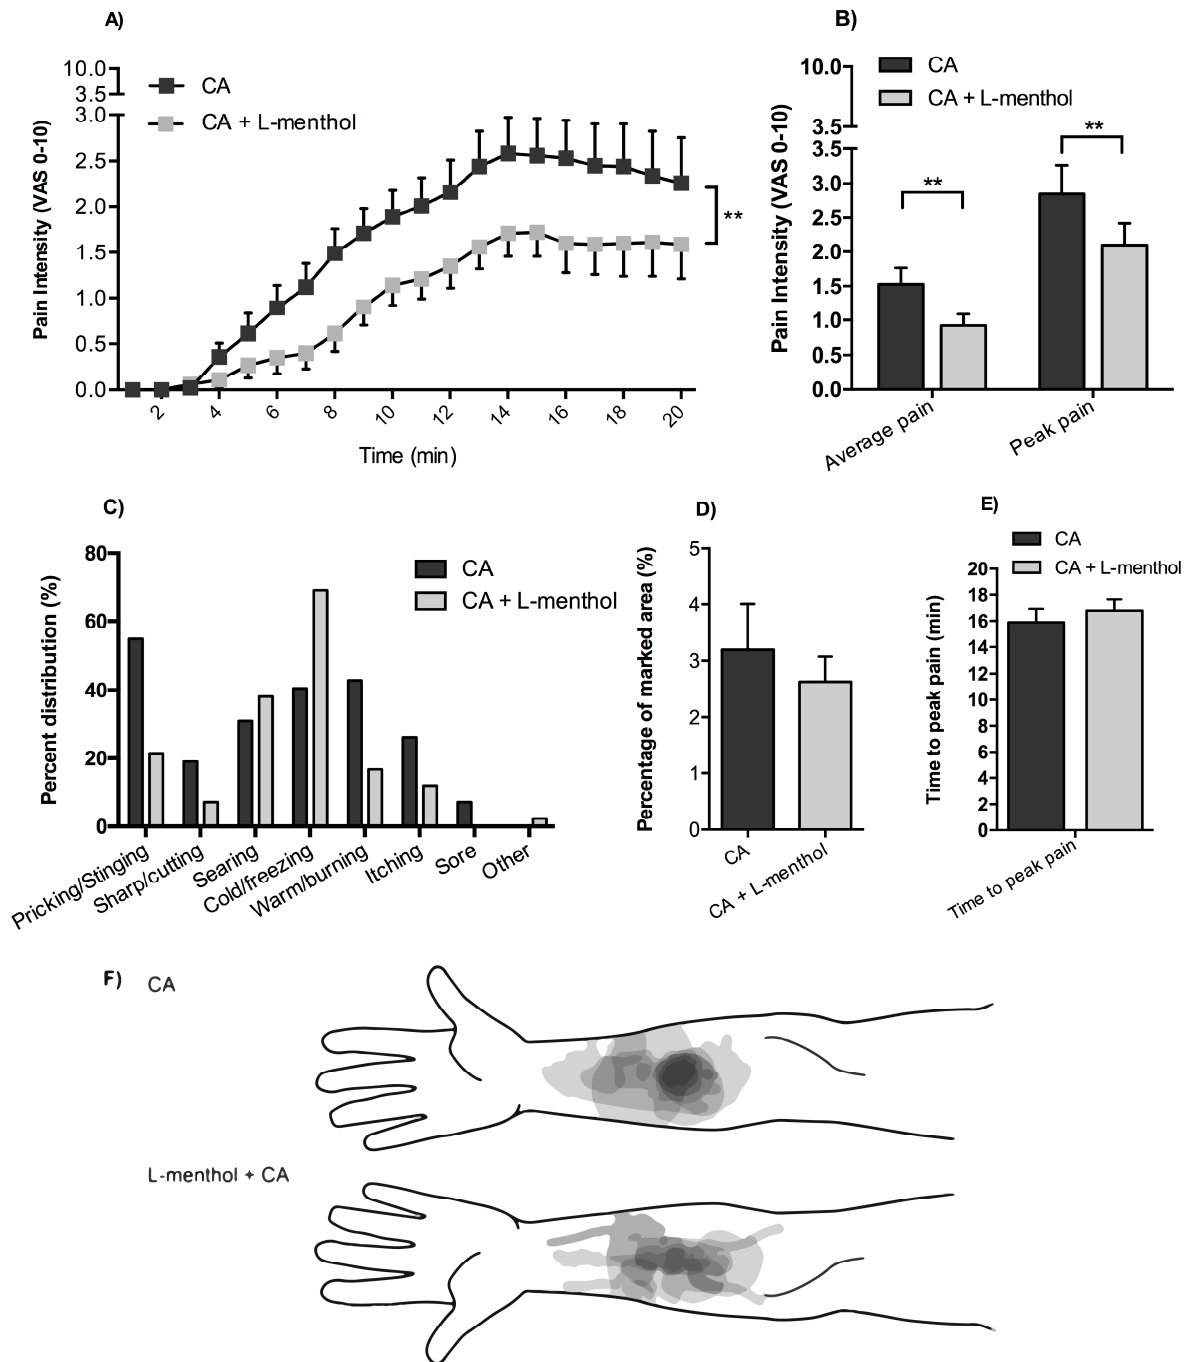 A)
10.0
3.5
3.0
2.5
2.0
1.5
1.0
0.5
0.0
Pain Intensity (VAS 0-10)
CA
CA + L-menthol
**
2 4 6 8 10 12 14 16 18 20
Time (min)
B)
10.0
3.5
3.5
3.0
2.5
2.0
1.5
1.0
0.5
0.0
Pain Intensity (VAS 0-10)
CA
CA + L-menthol
**
**
Average pain
Peak pain
C)
80
60
40
20
0
Percent distribution (%)
CA
CA + L-menthol
Pricking/Stinging
Sharp/cutting
Searing
Cold/freezing
Warm/burning
Itching
Sore
Other
D)
5
4
3
2
1
0
Percentage of marked area (%)
CA
CA + L-menthol
E)
CA
CA + L-menthol
20
18
16
14
12
10
8
6
4
2
0
Time to peak pain (min)
Time to peak pain
F)
CA
L-menthol + CA